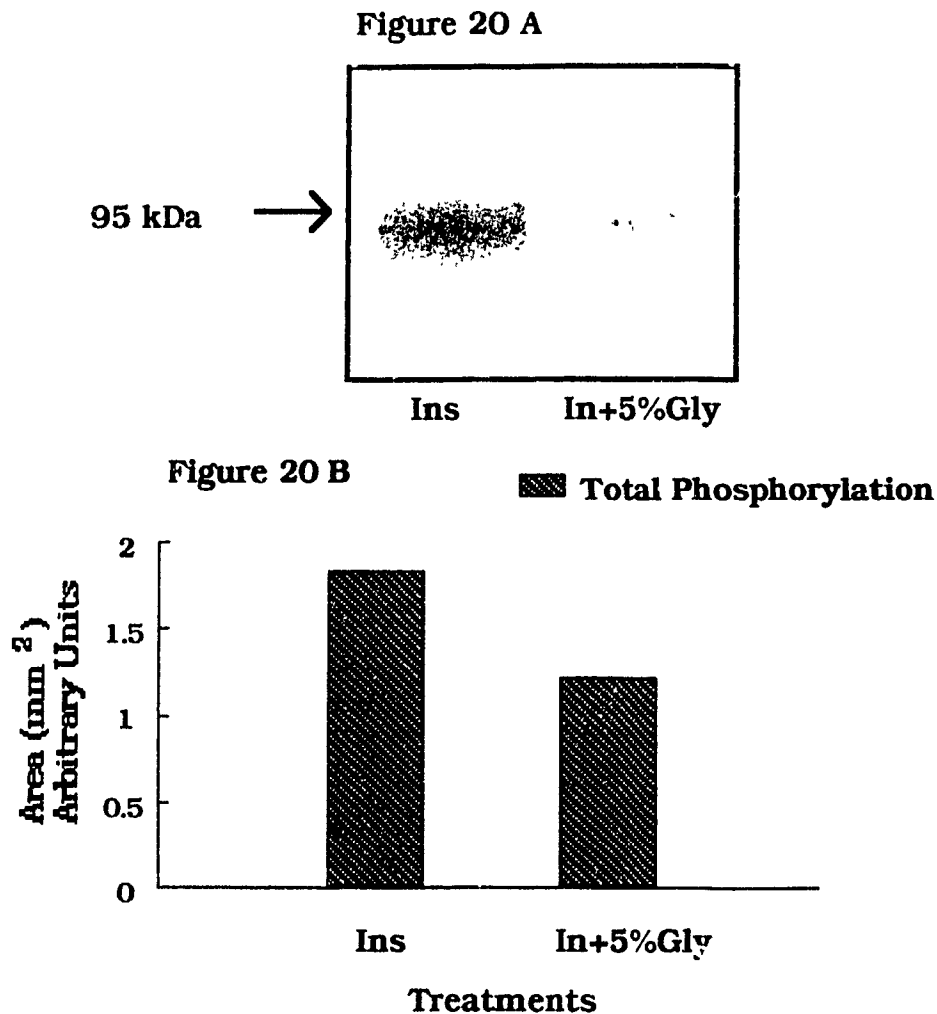 Figure 20 A
95 kDa
Ins In+5%Gly
Figure 20 B
Total Phosphorylation
Area (mm 2)
Arbitrary Units
2
1.5
1
0.5
0
Ins In+5%Gly
Treatments